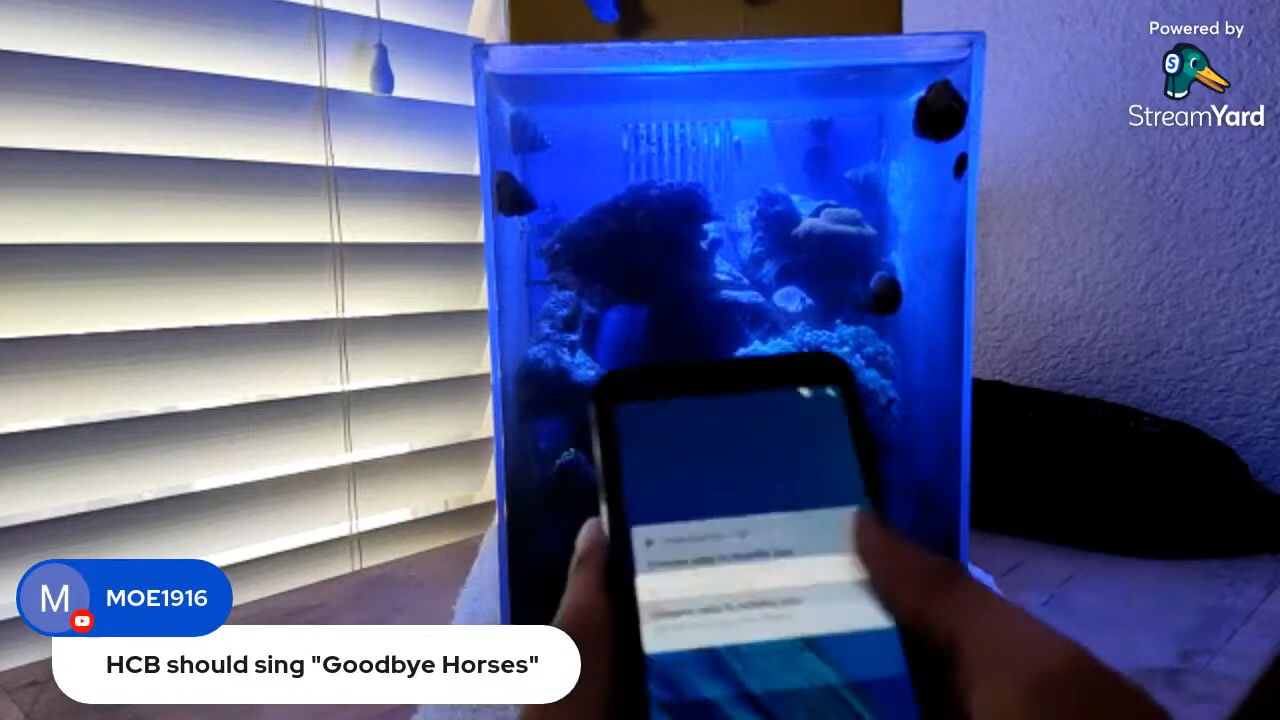 Powered by
S
StreamYard
M
MOE1916
HCB should sing "Goodbye Horses"